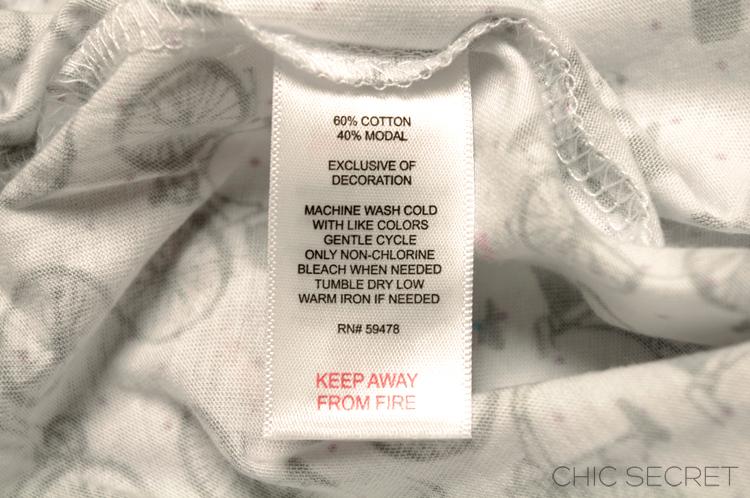 60% COTTON
40% MODAL
EXCLUSIVE OF
DECORATION
MACHINE WASH COLD
WITH LIKE COLORS
GENTLE CYCLE
ONLY NON-CHLORINE
BLEACH WHEN NEEDED
TUMBLE DRY LOW
WARM IRON IF NEEDED
RN# 59478
KEEP AWAY
FROM FIRE
CHIC SECRET